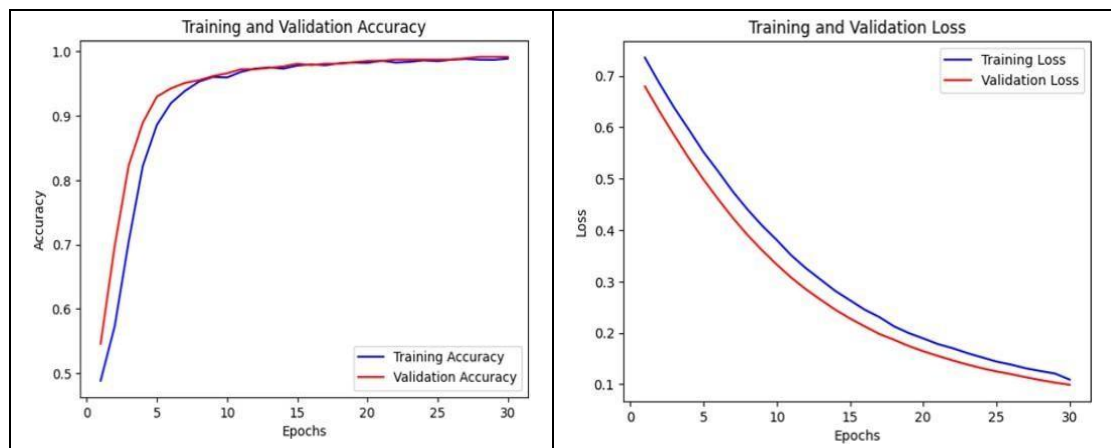 Training and Validation Accuracy
1.0
0.9
0.8
0.7
0.6
0.5
Accuracy
Training Accuracy
Validation Accuracy
0 5 10 15 20 25 30
Epochs
Training and Validation Loss
Training Loss
Validation Loss
0.7
0.6
0.5
0.4
0.3
0.2
0.1
Loss
0 5 10 15 20 25 30
Epochs